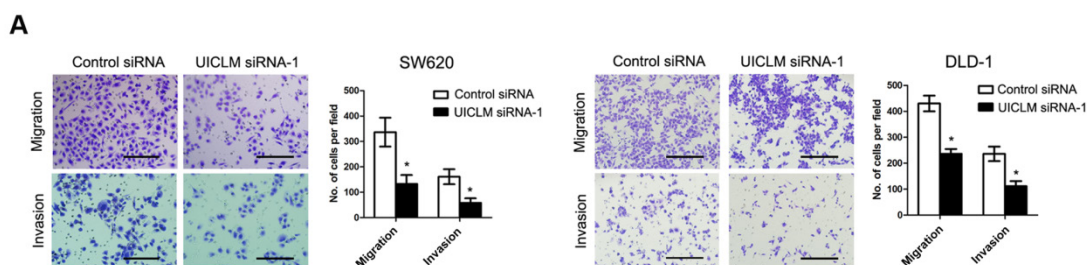 A
Control siRNA UICLM siRNA-1
Migration
Invasion
SW620
No. of cells per field
500
400
300
200
100
0
Control siRNA
UICLM siRNA-1
*
*
Migration
Invasion
Control siRNA UICLM siRNA-1
Migration
Invasion
DLD-1
No. of cells per field
500
400
300
200
100
0
Control siRNA
UICLM siRNA-1
*
*
Migration
Invasion